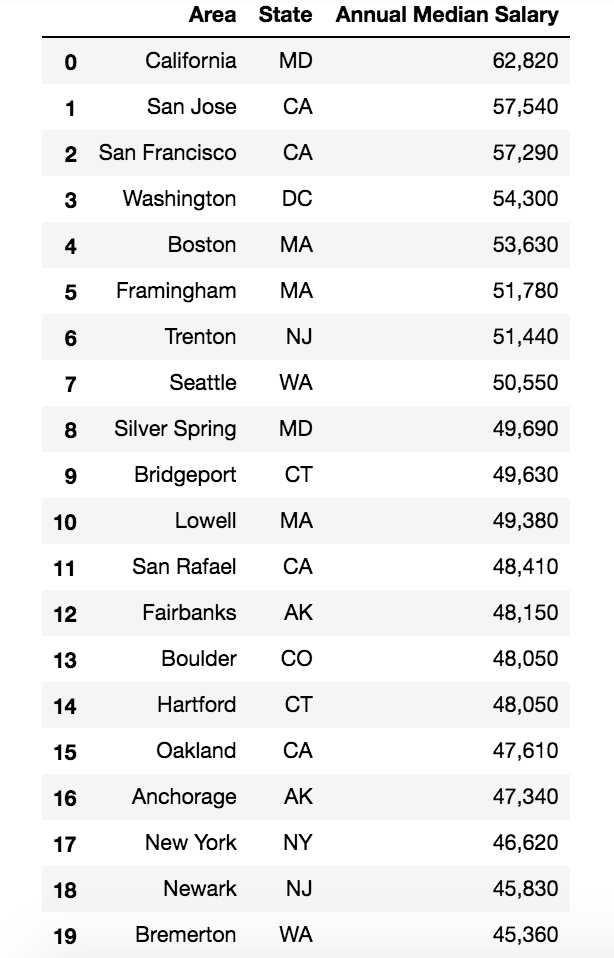 Area State Annual Median Salary
0 California MD 62,820
1 San Jose CA 57,540
2 San Francisco CA 57,290
3 Washington DC 54,300
4 Boston MA 53,630
5 Framingham MA 51,780
6 Trenton NJ 51,440
7 Seattle WA 50,550
8 Silver Spring MD 49,690
9 Bridgeport CT 49,630
10 Lowell MA 49,380
11 San Rafael CA 48,410
12 Fairbanks AK 48,150
13 Boulder CO 48,050
14 Hartford CT 48,050
15 Oakland CA 47,610
16 Anchorage AK 47,340
17 New York NY 46,620
18 Newark NJ 45,830
19 Bremerton WA 45,360